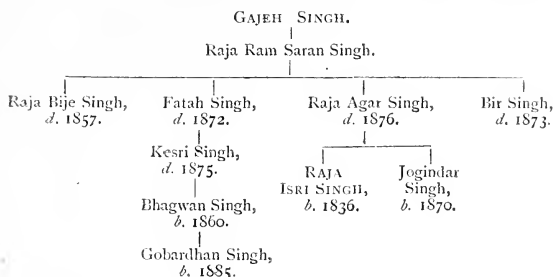 GAJEH SINGH.
Raja Ram Saran Singh.
Raja Bije Singh, Fatah Singh, Raja Agar Singh, Bir Singh,
d. 1857. d. 1872. d. 1876. d. 1873.
Kesri Singh, RAJA Jogindar
d. 1875. ISRI SINGH, Singh,
Bhagwan Singh, b. 1836. b. 1870.
b. 1860.
Gobardhan Singh,
b. 1885.